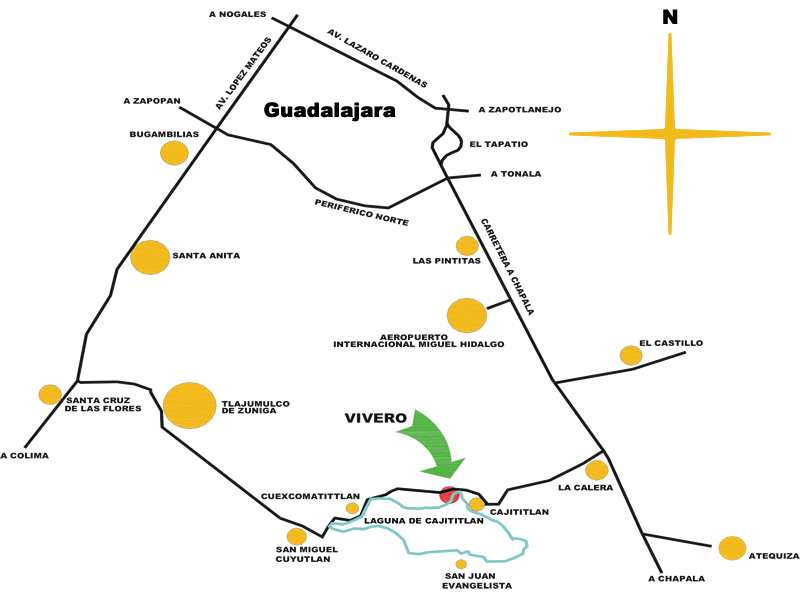 A NOGALES
N
AV. LAZARO CARDENAS
AV. LOPEZ MATEOS
A ZAPOPAN
Guadalajara
A ZAPOTLANEJO
BUGAMBILIAS
EL TAPATIO
A TONALA
PERIFERICO NORTE
CARRETERA A CHAPALA
SANTA ANITA
LAS PINTITAS
AEROPUERTO
INTERNACIONAL MIGUEL HIDALGO
EL CASTILLO
SANTA CRUZ
DE LAS FLORES
TLAJUMULCO
DE ZUÑIGA
VIVERO
A COLIMA
LA CALERA
CUEXCOMATITTLAN
LAGUNA DE CAJITITLAN
CAJITITLAN
SAN MIGUEL
CUYUTLAN
ATEQUIZA
SAN JUAN
EVANGELISTA
A CHAPALA